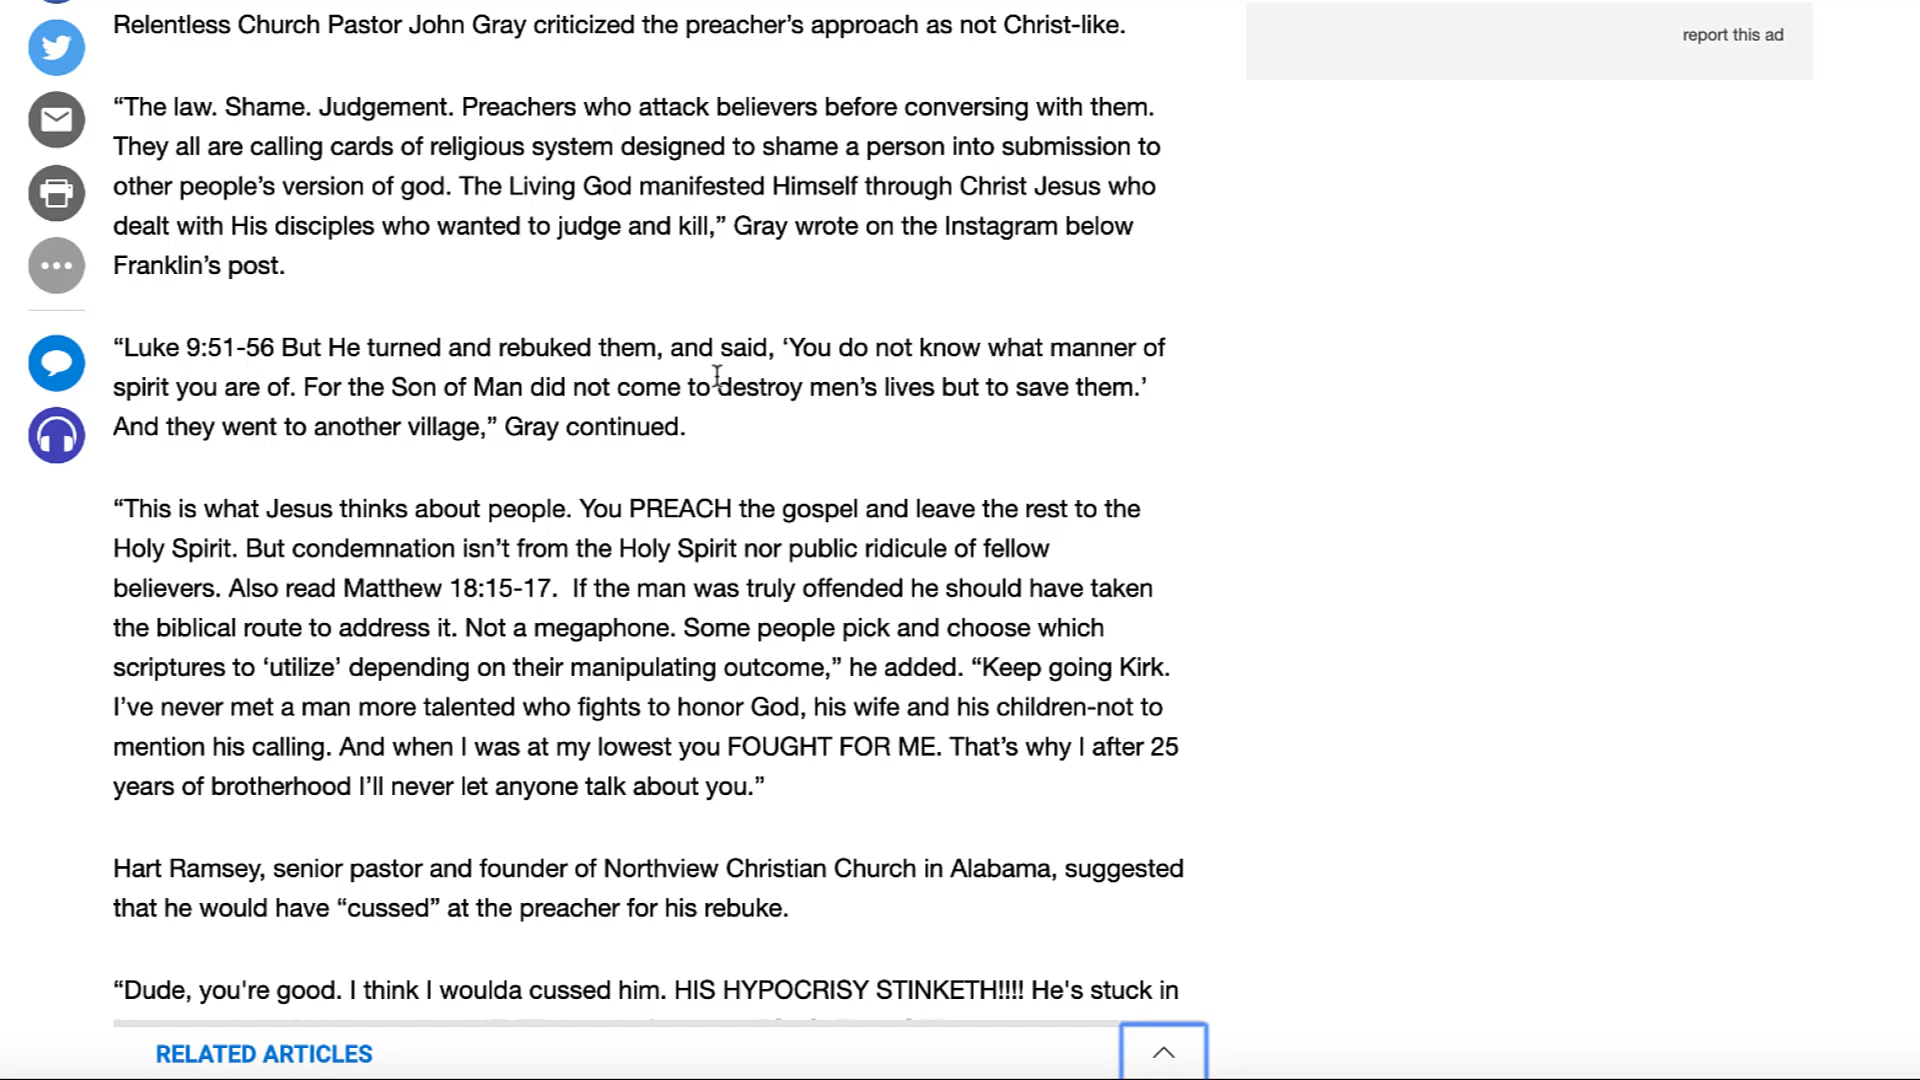 Relentless Church Pastor John Gray criticized the preacher’s approach as not Christ-like.
report this ad
“The law. Shame. Judgement. Preachers who attack believers before conversing with them.
They all are calling cards of religious system designed to shame a person into submission to
other people’s version of god. The Living God manifested Himself through Christ Jesus who
dealt with His disciples who wanted to judge and kill,” Gray wrote on the Instagram below
Franklin’s post.
“Luke 9:51-56 But He turned and rebuked them, and said, ‘You do not know what manner of
spirit you are of. For the Son of Man did not come to destroy men’s lives but to save them.’
And they went to another village,” Gray continued.
“This is what Jesus thinks about people. You PREACH the gospel and leave the rest to the
Holy Spirit. But condemnation isn’t from the Holy Spirit nor public ridicule of fellow
believers. Also read Matthew 18:15-17.  If the man was truly offended he should have taken
the biblical route to address it. Not a megaphone. Some people pick and choose which
scriptures to ‘utilize’ depending on their manipulating outcome,” he added. “Keep going Kirk.
I’ve never met a man more talented who fights to honor God, his wife and his children-not to
mention his calling. And when I was at my lowest you FOUGHT FOR ME. That’s why I after 25
years of brotherhood I’ll never let anyone talk about you.”
Hart Ramsey, senior pastor and founder of Northview Christian Church in Alabama, suggested
that he would have “cussed” at the preacher for his rebuke.
“Dude, you're good. I think I woulda cussed him. HIS HYPOCRISY STINKETH!!!! He's stuck in
RELATED ARTICLES